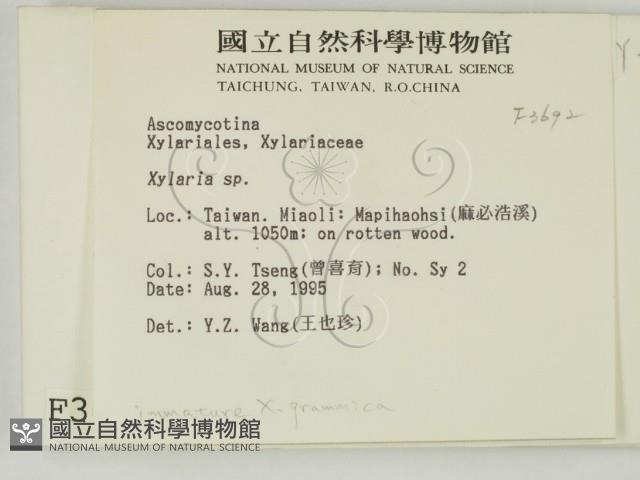 國立自然科學博物館
NATIONAL MUSEUM OF NATURAL SCIENCE
TAICHUNG, TAIWAN, R.O.CHINA
F3692
Ascomycotina
Xylariales, Xylariaceae
Xylaria sp.
Loc.: Taiwan. Miaoli: Mapihaohsi(麻必浩溪)
alt. 1050m; on rotten wood.
Col.: S.Y. Tseng(曾喜育); No. Sy 2
Date: Aug. 28, 1995
Det.: Y.Z. Wang(王也珍)
immature X. grammica
F3
國立自然科學博物館
NATIONAL MUSEUM OF NATURAL SCIENCE